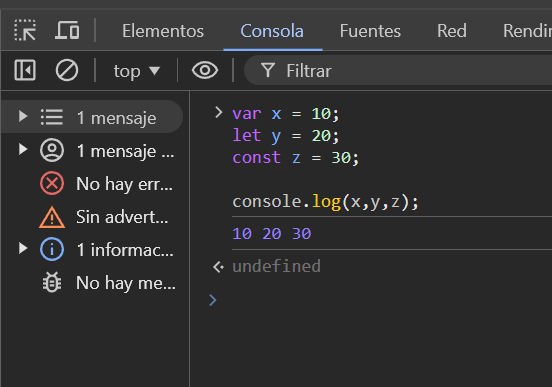 Elementos Consola Fuentes Red Rendin
top Filtrar
1 mensaje
1 mensaje ...
No hay err...
Sin advert...
1 informac...
No hay me...
var x = 10;
let y = 20;
const z = 30;
console.log(x,y,z);
10 20 30
undefined